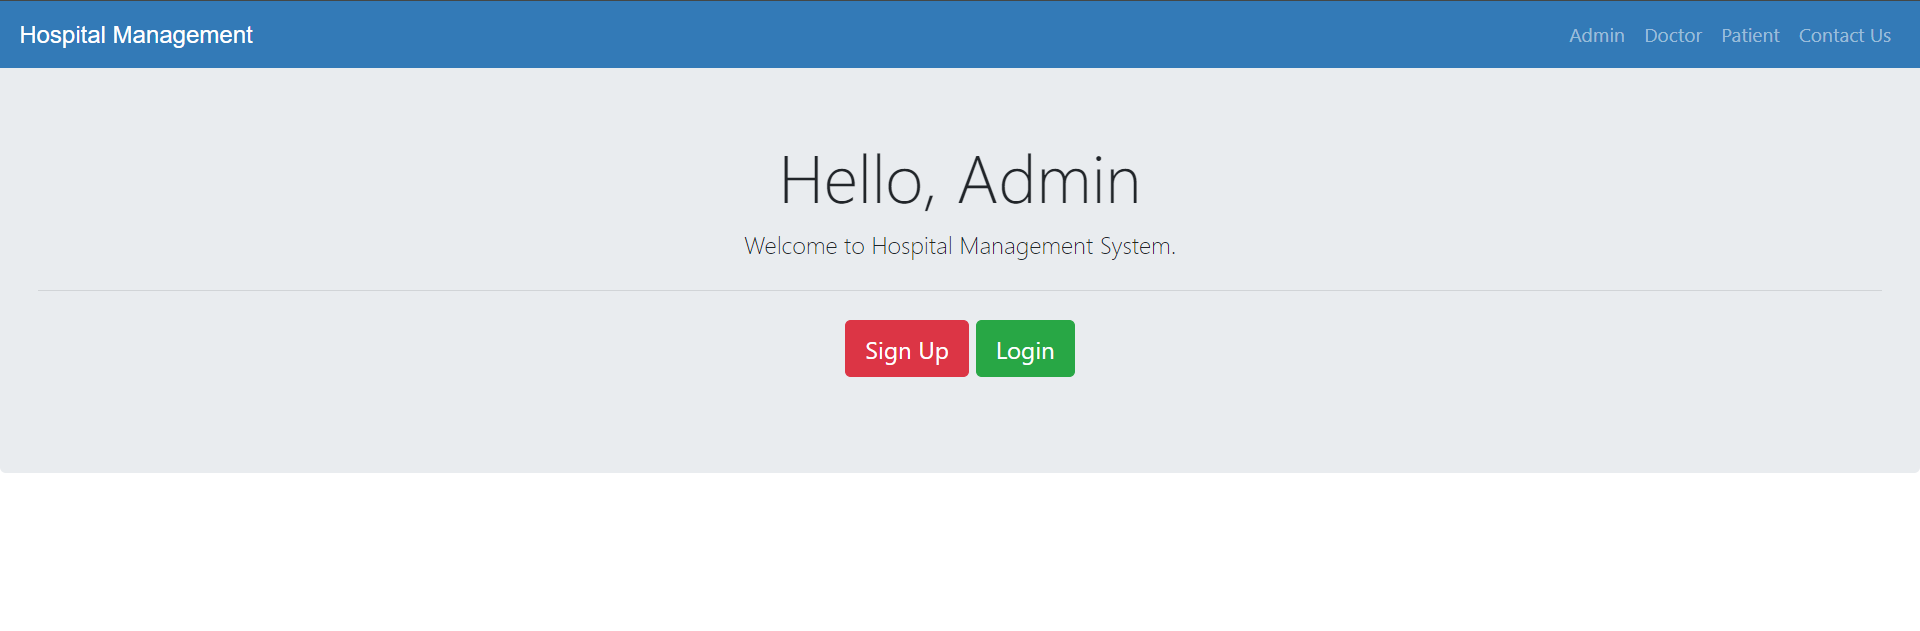 Hospital Management
Admin Doctor Patient Contact Us
Hello, Admin
Welcome to Hospital Management System.
Sign Up Login